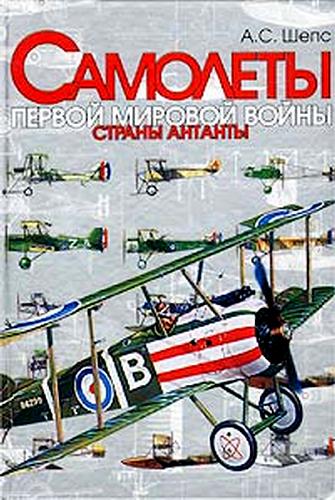 А.С. Шепс
САМОЛЕТЫ
ПЕРВОЙ МИРОВОЙ ВОЙНЫ
СТРАНЫ АНТАНТЫ
Z
B